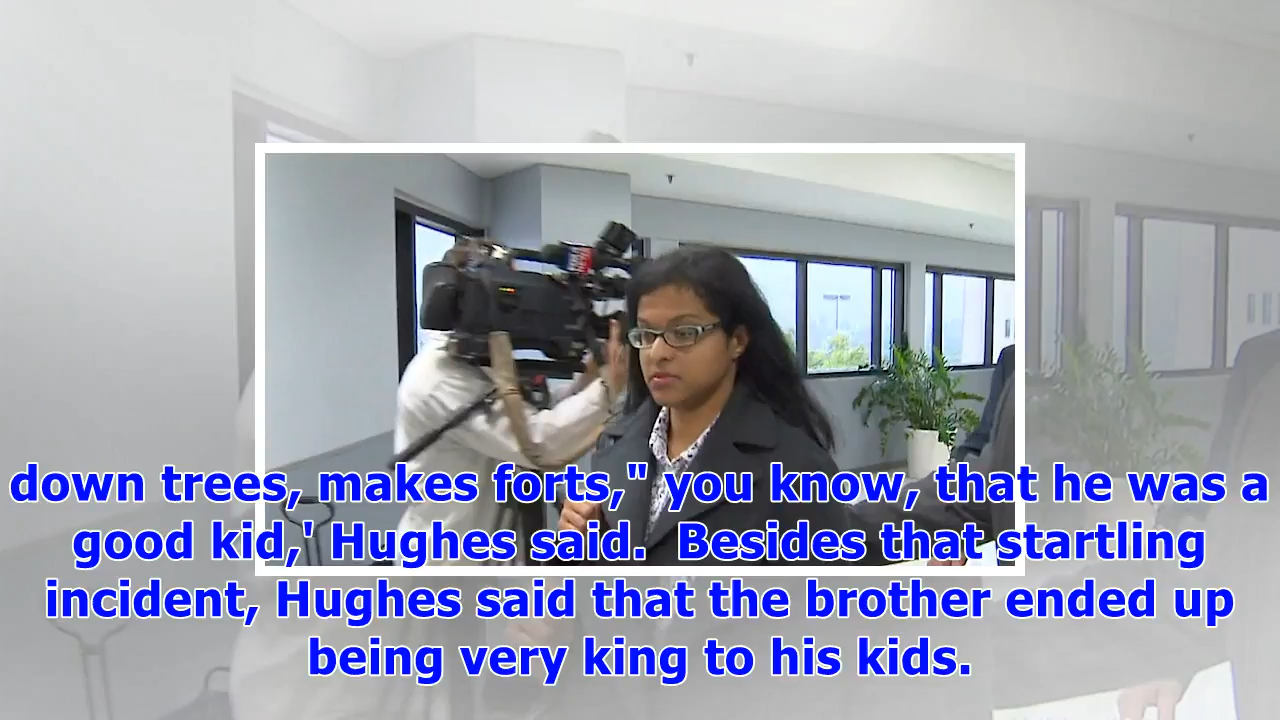 down trees, makes forts," you know, that he was a
good kid,' Hughes said.  Besides that startling
incident, Hughes said that the brother ended up
being very king to his kids.